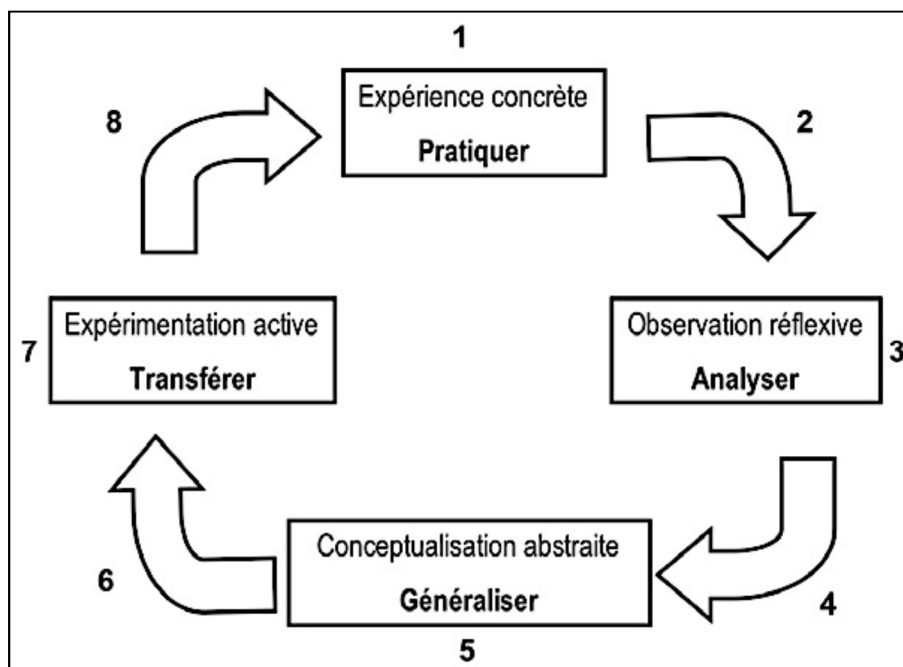 1
Expérience concrète
Pratiquer
2
Observation réflexive
Analyser
3
4
Conceptualisation abstraite
Généraliser
5
6
Expérimentation active
Transférer
7
8